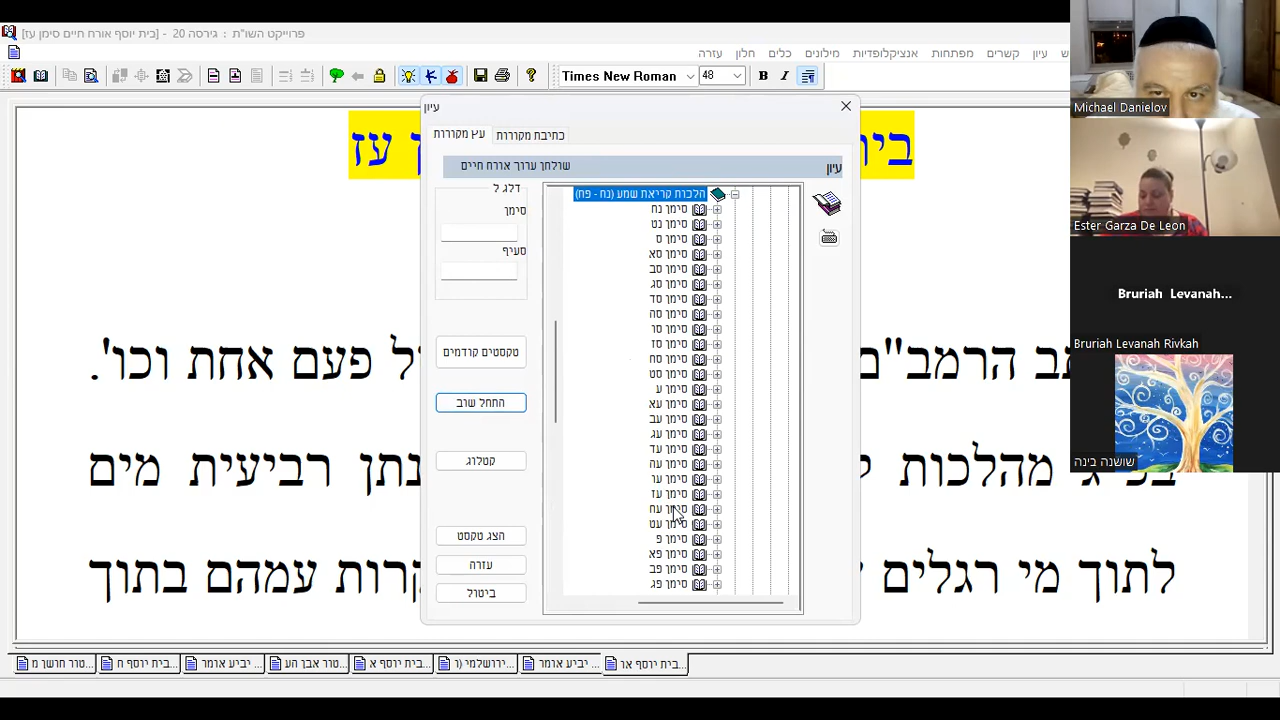 פרוייקט השו"ת : גירסה 20 - [בית יוסף אורח חיים סימן עז]
עיון קשרים מפתחות אנציקלופדיות מילונים כלים חלון עזרה
Times New Roman 48 B I
עיון
עץ מקורות כתיבת מקורות
עיון שולחן ערוך אורח חיים
דלג ל
סימן
סעיף
טקסטים קודמים
התחל שוב
קטלוג
הצג טקסט
עזרה
ביטול
הלכות קריאת שמע (נח - פח)
סימן נח
סימן נט
סימן ס
סימן סא
סימן סב
סימן סג
סימן סד
סימן סה
סימן סו
סימן סז
סימן סח
סימן סט
סימן ע
סימן עא
סימן עב
סימן עג
סימן עד
סימן עה
סימן עו
סימן עז
סימן עח
סימן עט
סימן פ
סימן פא
סימן פב
סימן פג
עז
הרמב"ם ל פעם אחת וכו'.
מהלכות נתן רביעית מים
לתוך מי רגלים עמהם בתוך
בית יוסף או... יביע אומר ... ירושלמי (ו... בית יוסף א... טור אבן הע... יביע אומר ... בית יוסף ח... טור חושן מ...
Michael Danielov
Ester Garza De Leon
Bruriah Levanah...
Bruriah Levanah Rivkah
שושנה בינה